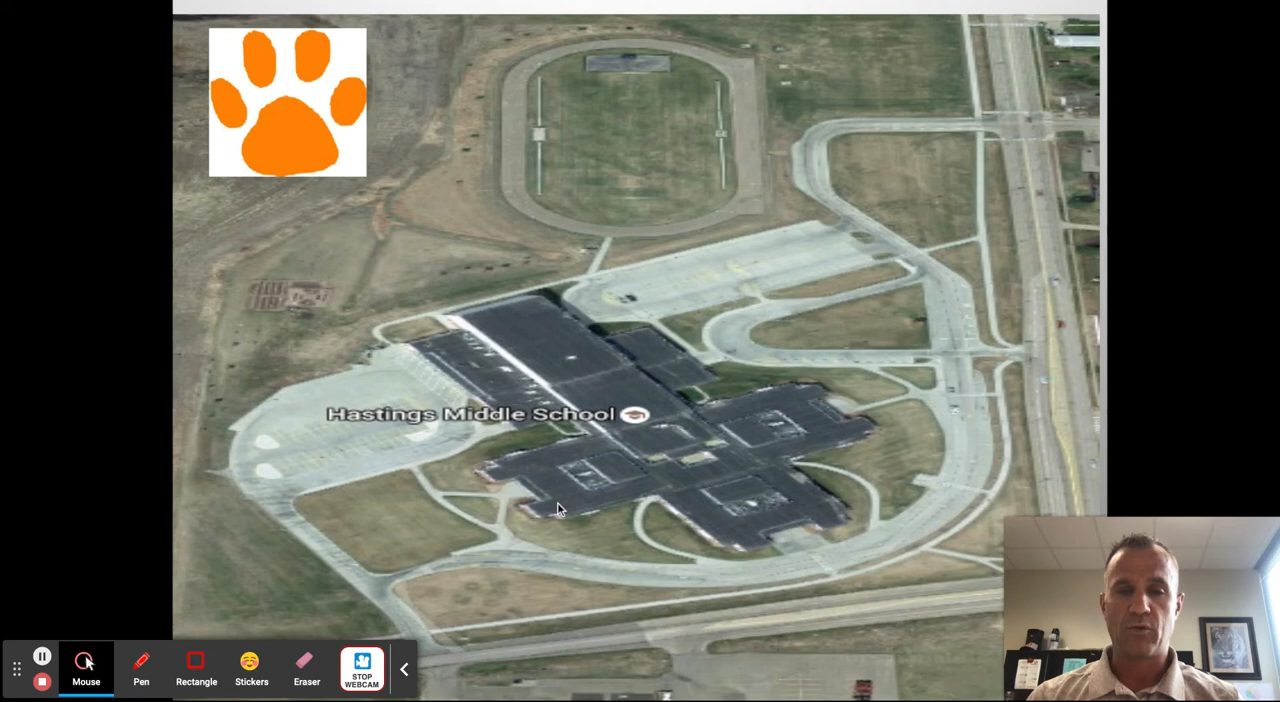 Hastings Middle School
Mouse
Pen
Rectangle
Stickers
Eraser
STOP
WEBCAM